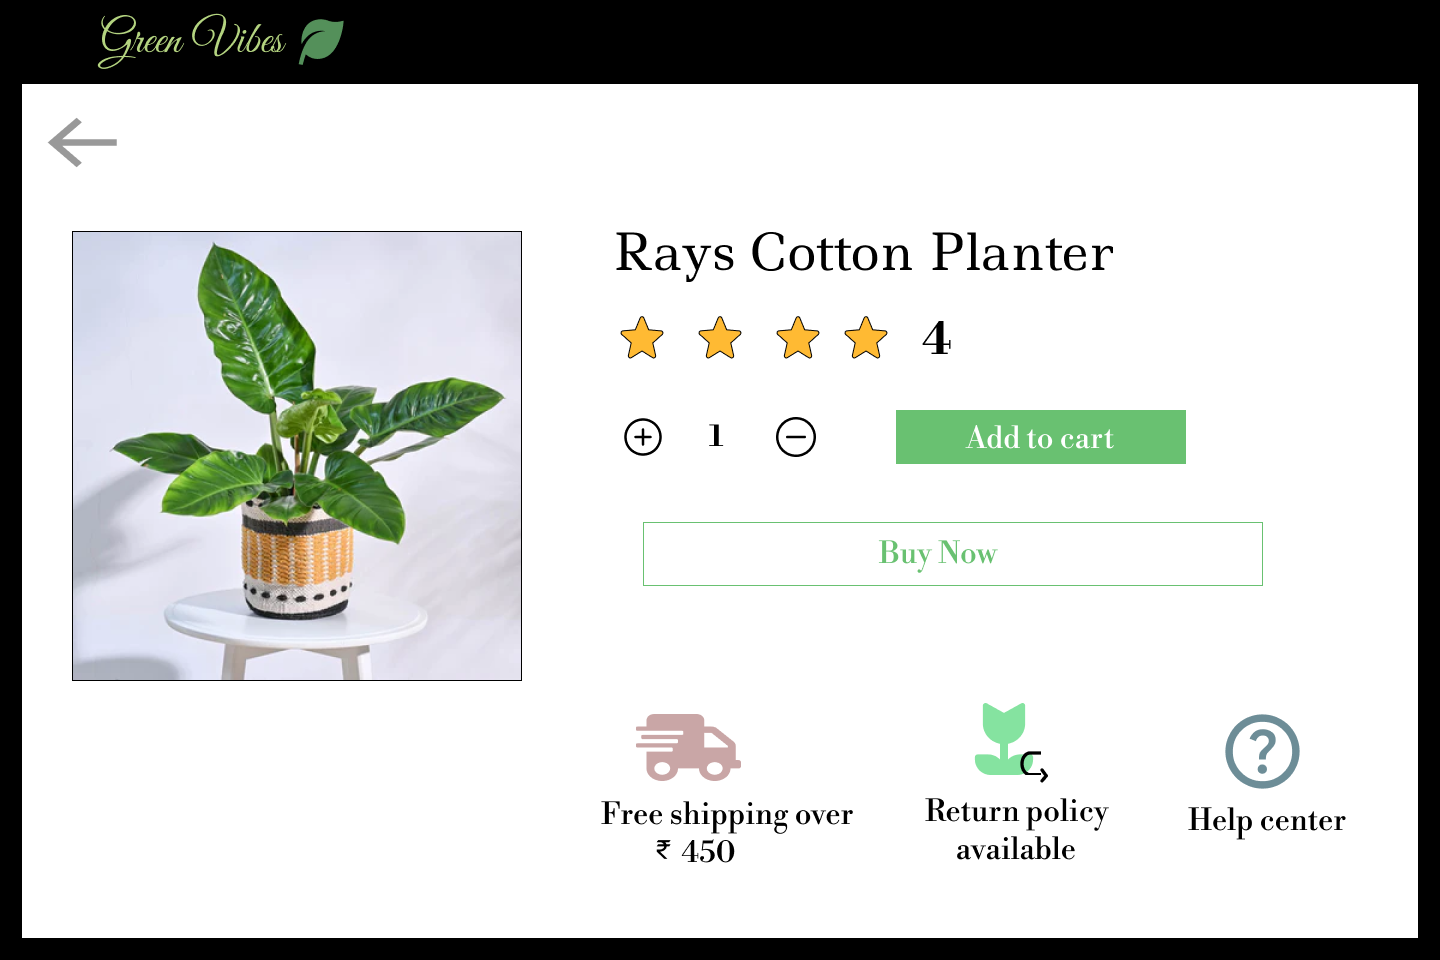 Green Vibes
Rays Cotton Planter
4
1
Add to cart
Buy Now
Free shipping over
₹ 450
Return policy
available
Help center